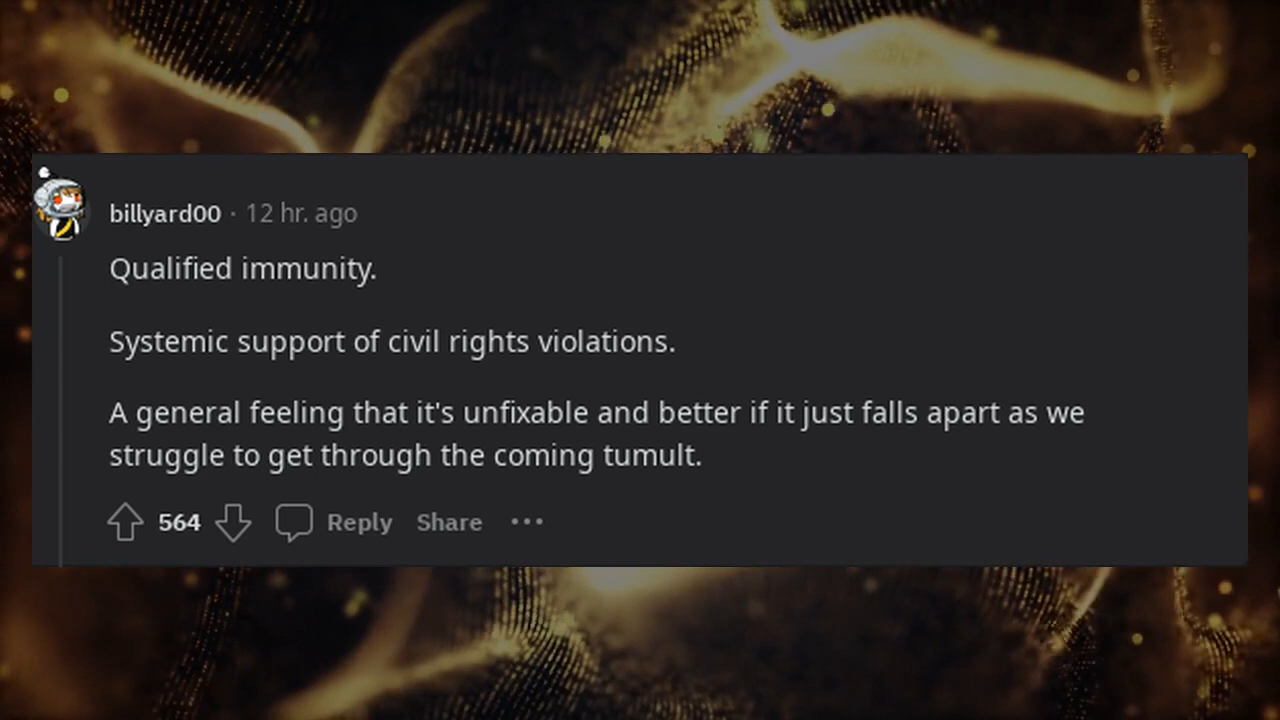 billyard00 · 12 hr. ago
Qualified immunity.
Systemic support of civil rights violations.
A general feeling that it's unfixable and better if it just falls apart as we
struggle to get through the coming tumult.
564 Reply Share ···